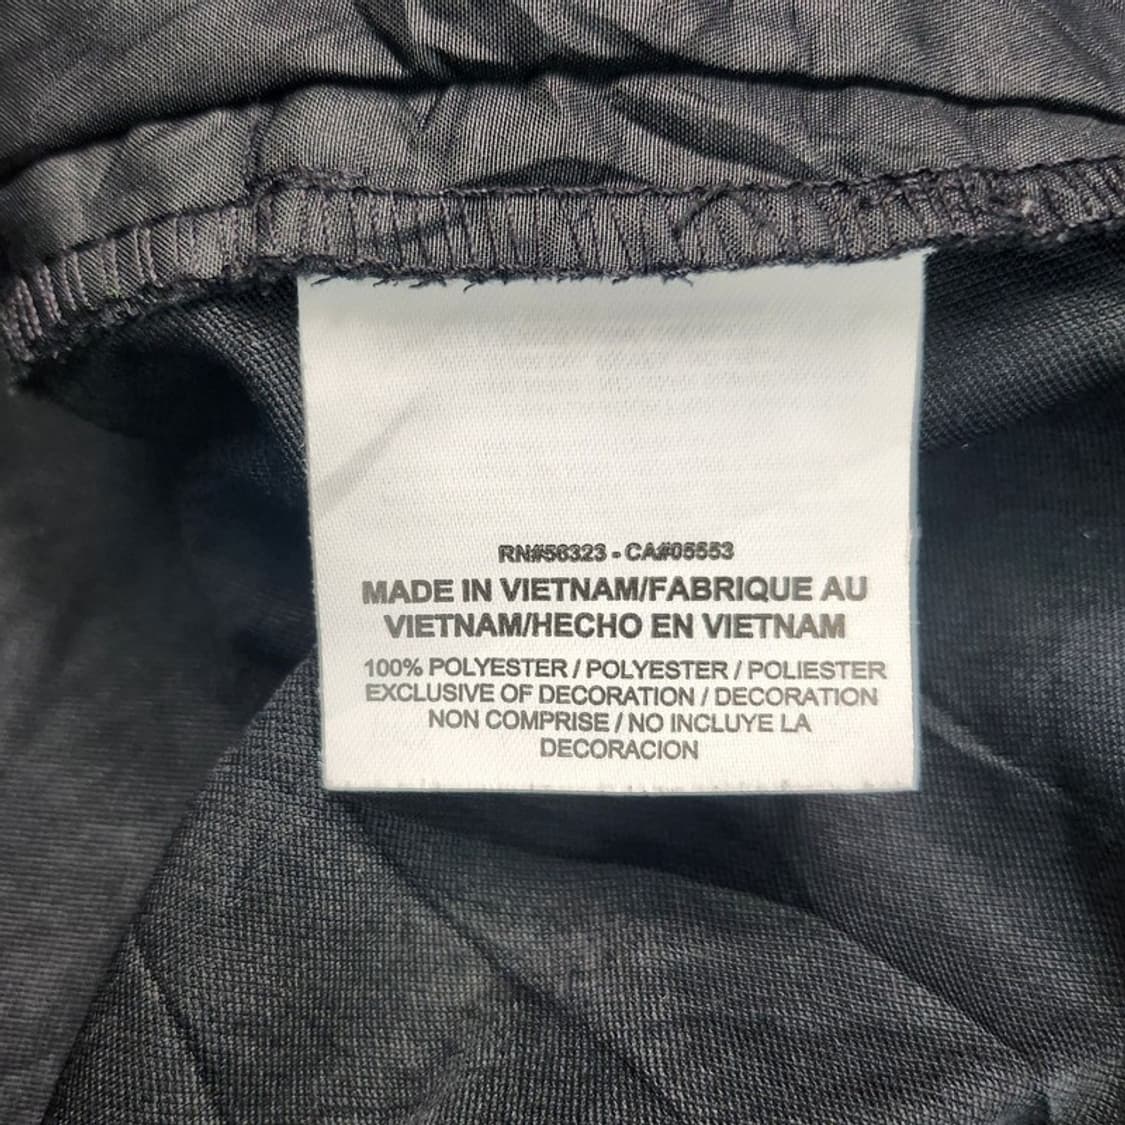 RN#56323 - CA#05553
MADE IN VIETNAM/FABRIQUE AU
VIETNAM/HECHO EN VIETNAM
100% POLYESTER / POLYESTER / POLIESTER
EXCLUSIVE OF DECORATION / DECORATION
NON COMPRISE / NO INCLUYE LA
DECORACION